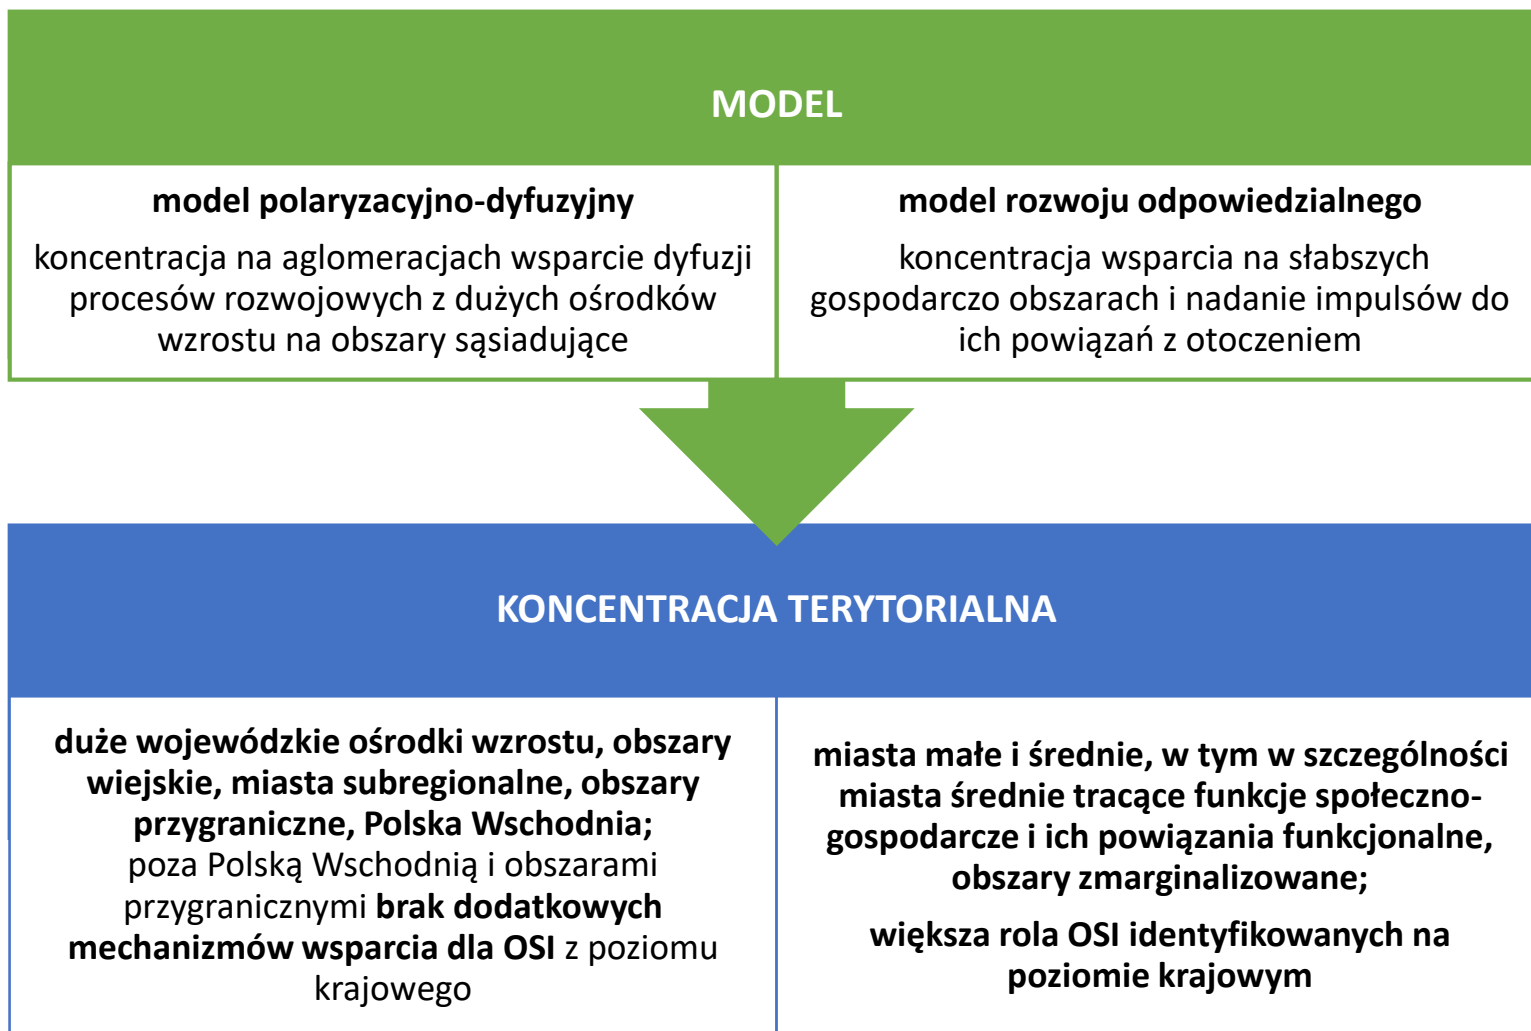 MODEL
model polaryzacyjno-dyfuzyjny
koncentracja na aglomeracjach wsparcie dyfuzji
procesów rozwojowych z dużych ośrodków
wzrostu na obszary sąsiadujące
model rozwoju odpowiedzialnego
koncentracja wsparcia na słabszych
gospodarczo obszarach i nadanie impulsów do
ich powiązań z otoczeniem
KONCENTRACJA TERYTORIALNA
duże wojewódzkie ośrodki wzrostu, obszary
wiejskie, miasta subregionalne, obszary
przygraniczne, Polska Wschodnia;
poza Polską Wschodnią i obszarami
przygranicznymi brak dodatkowych
mechanizmów wsparcia dla OSI z poziomu
krajowego
miasta małe i średnie, w tym w szczególności
miasta średnie tracące funkcje społeczno-
gospodarcze i ich powiązania funkcjonalne,
obszary zmarginalizowane;
większa rola OSI identyfikowanych na
poziomie krajowym